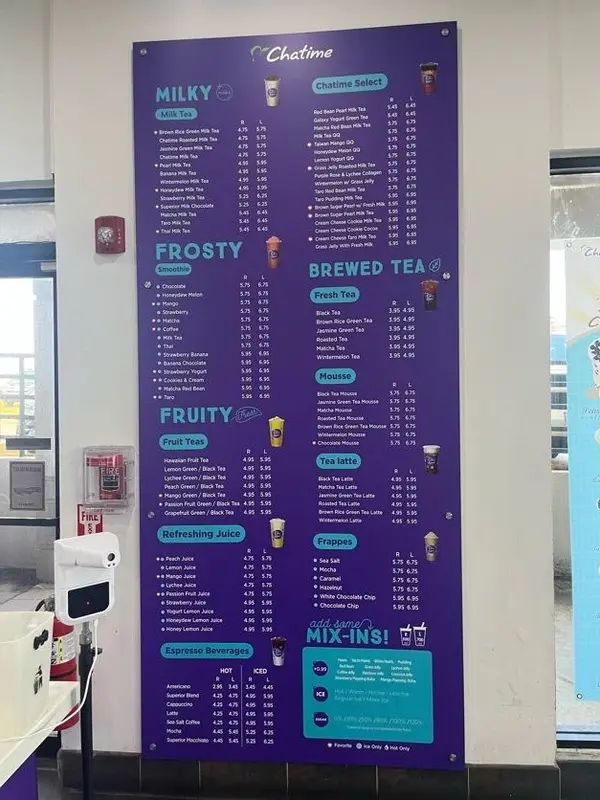 Chatime
MILKY
Milk Tea
R L
Brown Rice Green Milk Tea 4.75 5.75
Chatime Roasted Milk Tea 4.75 5.75
Jasmine Green Milk Tea 4.75 5.75
Chatime Milk Tea 4.75 5.75
Pearl Milk Tea 4.95 5.95
Banana Milk Tea 4.95 5.95
Wintermelon Milk Tea 4.95 5.95
Honeydew Milk Tea 4.95 5.95
Strawberry Milk Tea 5.25 6.25
Superior Milk Chocolate 5.25 6.25
Matcha Milk Tea 5.45 6.45
Taro Milk Tea 5.45 6.45
Thai Milk Tea 5.45 6.45
FROSTY
Smoothie
R L
Chocolate 5.75 6.75
Honeydew Melon 5.75 6.75
Mango 5.75 6.75
Strawberry 5.75 6.75
Matcha 5.75 6.75
Coffee 5.75 6.75
Milk Tea 5.75 6.75
Thai 5.75 6.75
Strawberry Banana 5.95 6.95
Banana Chocolate 5.95 6.95
Strawberry Yogurt 5.95 6.95
Cookies & Cream 5.95 6.95
Matcha Red Bean 5.95 6.95
Taro 5.95 6.95
FRUITY
Fruit Teas
R L
Hawaiian Fruit Tea 4.95 5.95
Lemon Green / Black Tea 4.95 5.95
Lychee Green / Black Tea 4.95 5.95
Peach Green / Black Tea 4.95 5.95
Mango Green / Black Tea 4.95 5.95
Passion Fruit Green / Black Tea 4.95 5.95
Grapefruit Green / Black Tea 4.95 5.95
Refreshing Juice
R L
Peach Juice 4.75 5.75
Lemon Juice 4.75 5.75
Mango Juice 4.75 5.75
Lychee Juice 4.75 5.75
Passion Fruit Juice 4.75 5.75
Strawberry Juice 4.95 5.95
Yogurt Lemon Juice 4.95 5.95
Honeydew Lemon Juice 4.95 5.95
Honey Lemon Juice 4.95 5.95
Espresso Beverages
HOT ICED
R L R L
Americano 2.95 3.45 3.45 4.45
Superior Blend 4.25 4.75 4.95 5.95
Cappuccino 4.25 4.75 4.95 5.95
Latte 4.25 4.75 4.95 5.95
Sea Salt Coffee 4.25 4.75 4.95 5.95
Mocha 4.45 5.45 5.25 6.25
Superior Macchiato 4.45 5.45 5.25 6.25
Chatime Select
R L
Red Bean Pearl Milk Tea 5.45 6.45
Galaxy Yogurt Green Tea 5.45 6.45
Matcha Red Bean Milk Tea 5.75 6.75
Milk Tea QQ 5.75 6.75
Taiwan Mango QQ 5.75 6.75
Honeydew Melon QQ 5.75 6.75
Lemon Yogurt QQ 5.75 6.75
Grass Jelly Roasted Milk Tea
Purple Rose & Lychee Collagen
Wintermelon w/ Grass Jelly
Taro Red Bean Milk Tea
Taro Pudding Milk Tea
Brown Sugar Pearl w/ Fresh Milk 5.95 6.95
Brown Sugar Pearl Milk Tea 5.95 6.95
Cream Cheese Cookie Milk Tea 5.95 6.95
Cream Cheese Cookie Cocoa 5.95 6.95
Cream Cheese Taro Milk Tea 5.95 6.95
Grass Jelly With Fresh Milk 5.95 6.95
BREWED TEA
Fresh Tea
R L
Black Tea 3.95 4.95
Brown Rice Green Tea 3.95 4.95
Jasmine Green Tea 3.95 4.95
Roasted Tea 3.95 4.95
Matcha Tea 3.95 4.95
Wintermelon Tea 3.95 4.95
Mousse
R L
Black Tea Mousse 5.75 6.75
Jasmine Green Tea Mousse 5.75 6.75
Matcha Mousse 5.75 6.75
Roasted Tea Mousse 5.75 6.75
Brown Rice Green Tea Mousse 5.75 6.75
Wintermelon Mousse 5.75 6.75
Chocolate Mousse 5.75 6.75
Tea latte
R L
Black Tea Latte 4.95 5.95
Matcha Tea Latte 4.95 5.95
Jasmine Green Tea Latte 4.95 5.95
Roasted Tea Latte 4.95 5.95
Brown Rice Green Tea Latte 4.95 5.95
Wintermelon Latte 4.95 5.95
Frappes
R L
Sea Salt 5.75 6.75
Mocha 5.75 6.75
Caramel 5.75 6.75
Hazelnut 5.75 6.75
White Chocolate Chip 5.95 6.95
Chocolate Chip 5.95 6.95
add some
MIX-INS!
+0.99
ICE
SUGAR
Favorite Ice Only Hot Only
FIRE
FIRE